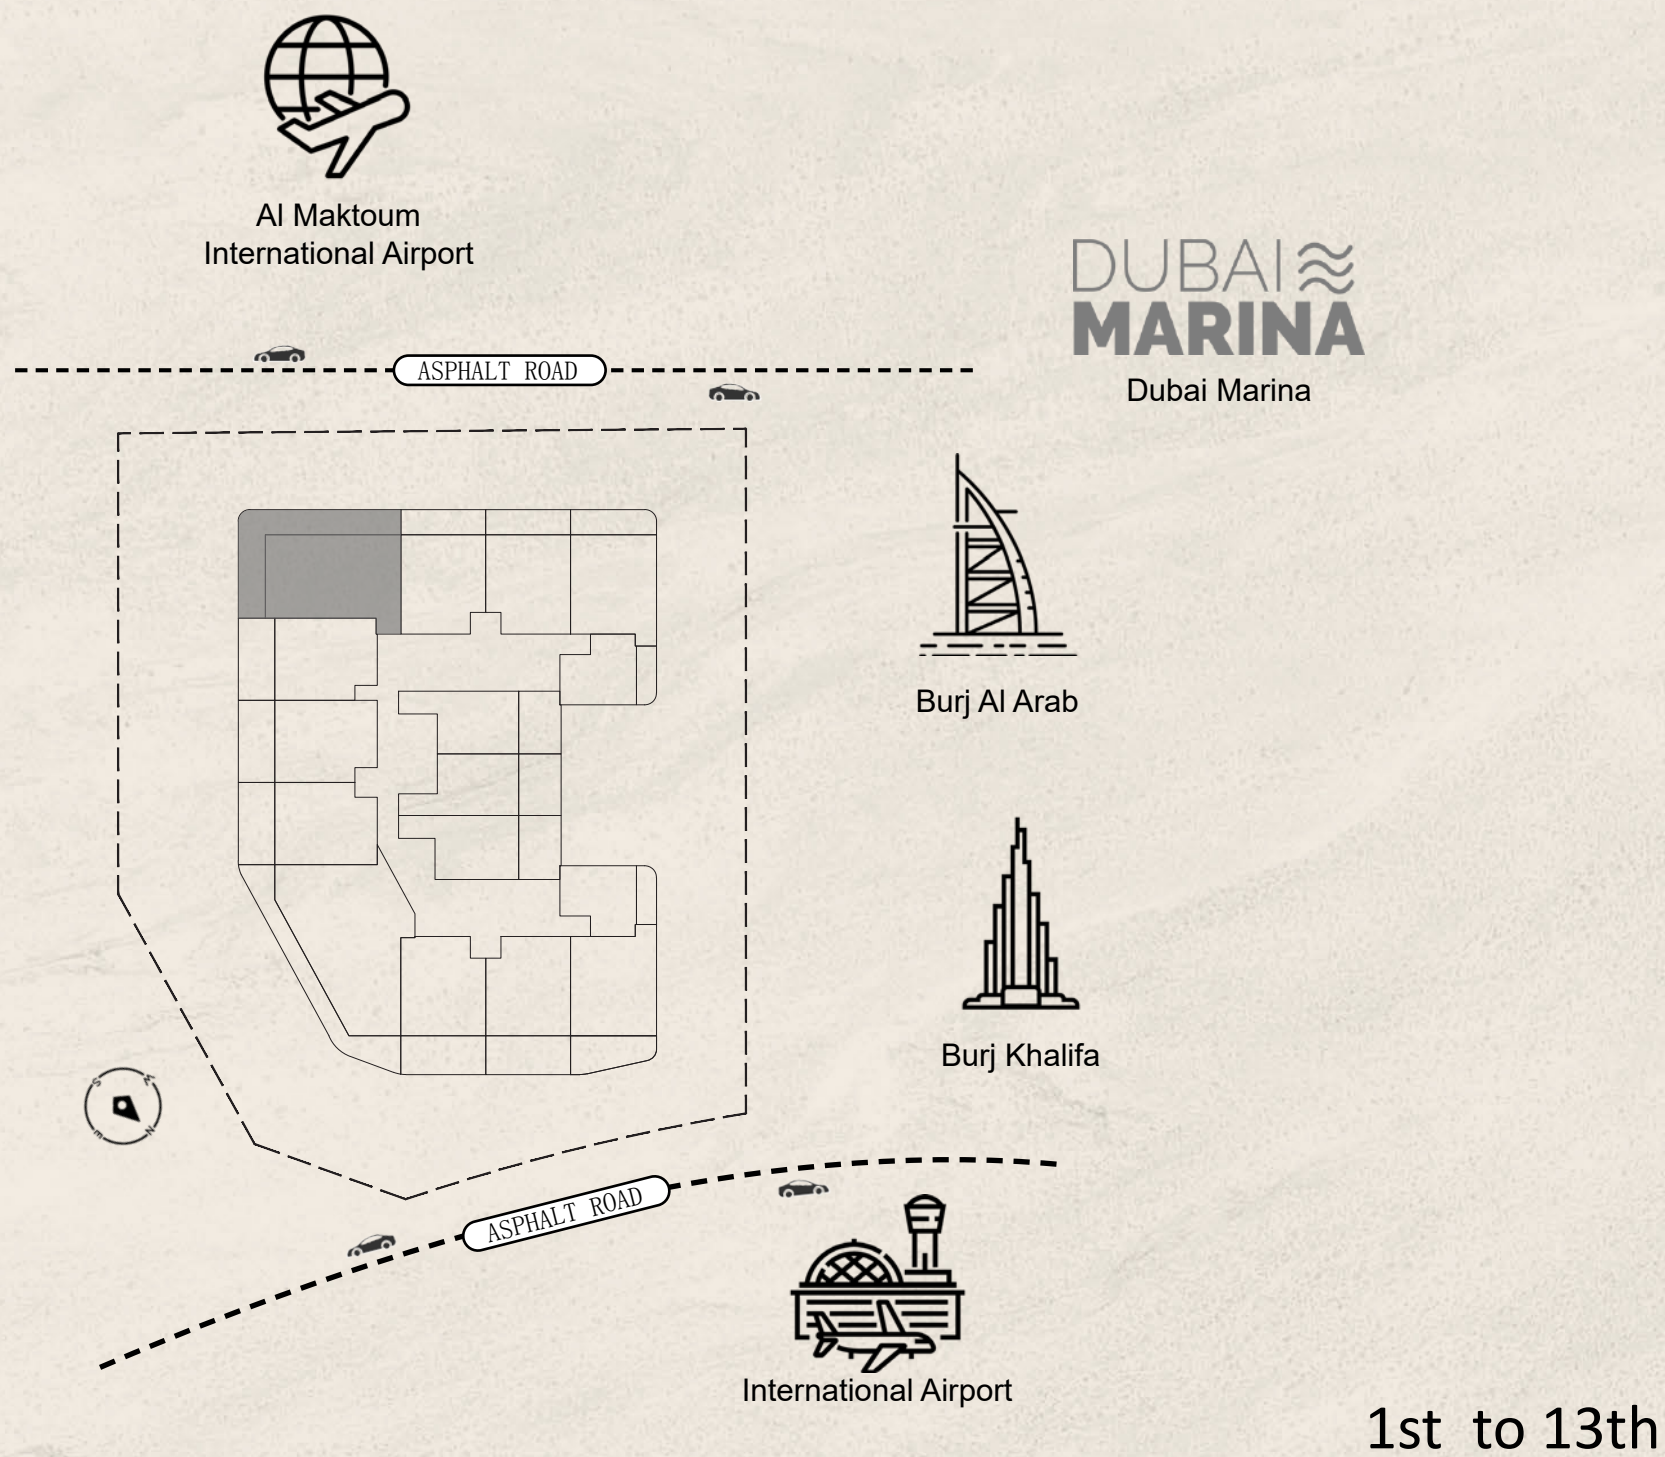 Al Maktoum
International Airport
DUBAI
MARINA
Dubai Marina
ASPHALT ROAD
Burj Al Arab
Burj Khalifa
S
W
E
N
ASPHALT ROAD
International Airport
1st to 13th